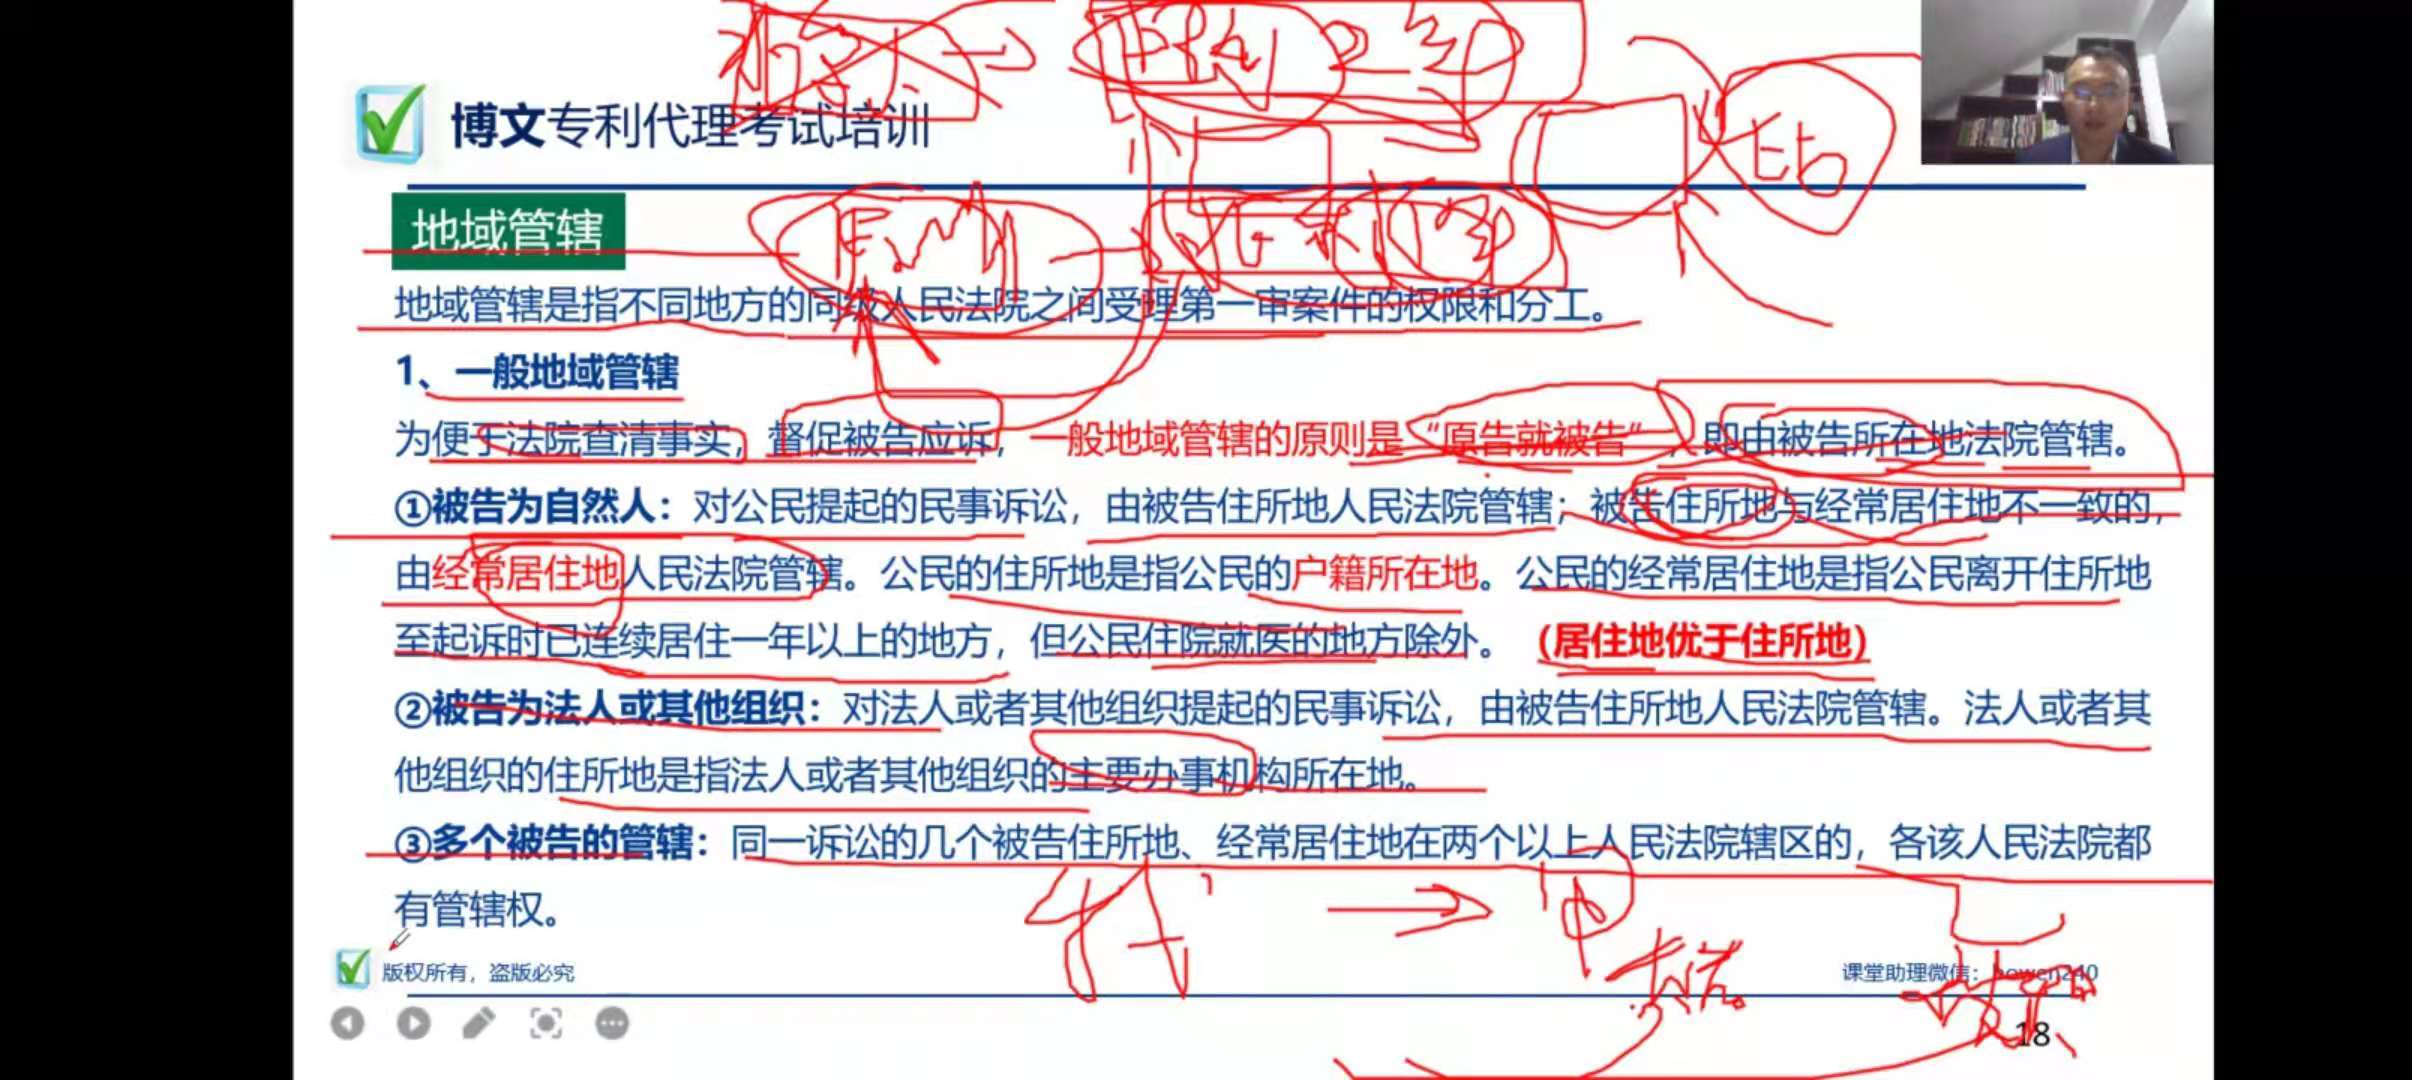 博文专利代理考试培训
地域管辖
地域管辖是指不同地方的同级人民法院之间受理第一审案件的权限和分工。
1、一般地域管辖
为便于法院查清事实，督促被告应诉，一般地域管辖的原则是“原告就被告”，即由被告所在地法院管辖。
①被告为自然人：对公民提起的民事诉讼，由被告住所地人民法院管辖；被告住所地与经常居住地不一致的，
由经常居住地人民法院管辖。公民的住所地是指公民的户籍所在地。公民的经常居住地是指公民离开住所地
至起诉时已连续居住一年以上的地方，但公民住院就医的地方除外。（居住地优于住所地）
②被告为法人或其他组织：对法人或者其他组织提起的民事诉讼，由被告住所地人民法院管辖。法人或者其
他组织的住所地是指法人或者其他组织的主要办事机构所在地。
③多个被告的管辖：同一诉讼的几个被告住所地、经常居住地在两个以上人民法院辖区的，各该人民法院都
有管辖权。
版权所有，盗版必究
课堂助理微信：bowen240
18